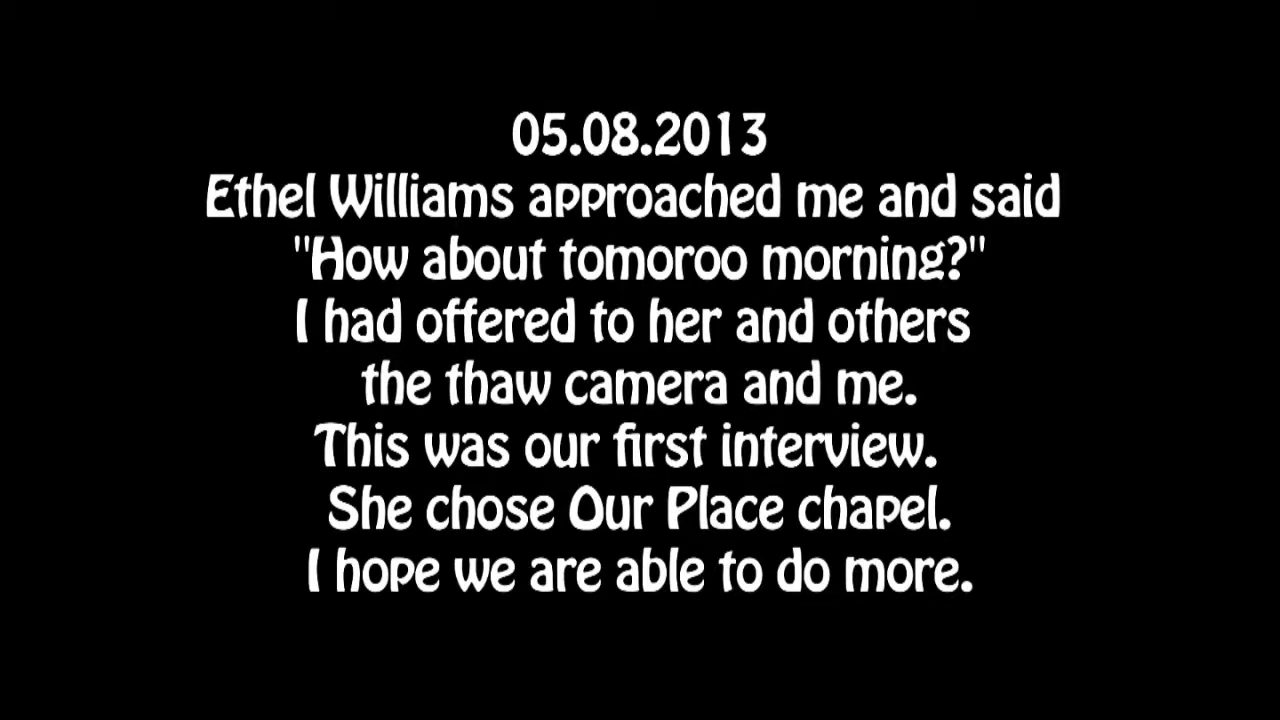 05.08.2013
Ethel Williams approached me and said
"How about tomoroo morning?"
I had offered to her and others
the thaw camera and me.
This was our first interview.
She chose Our Place chapel.
I hope we are able to do more.